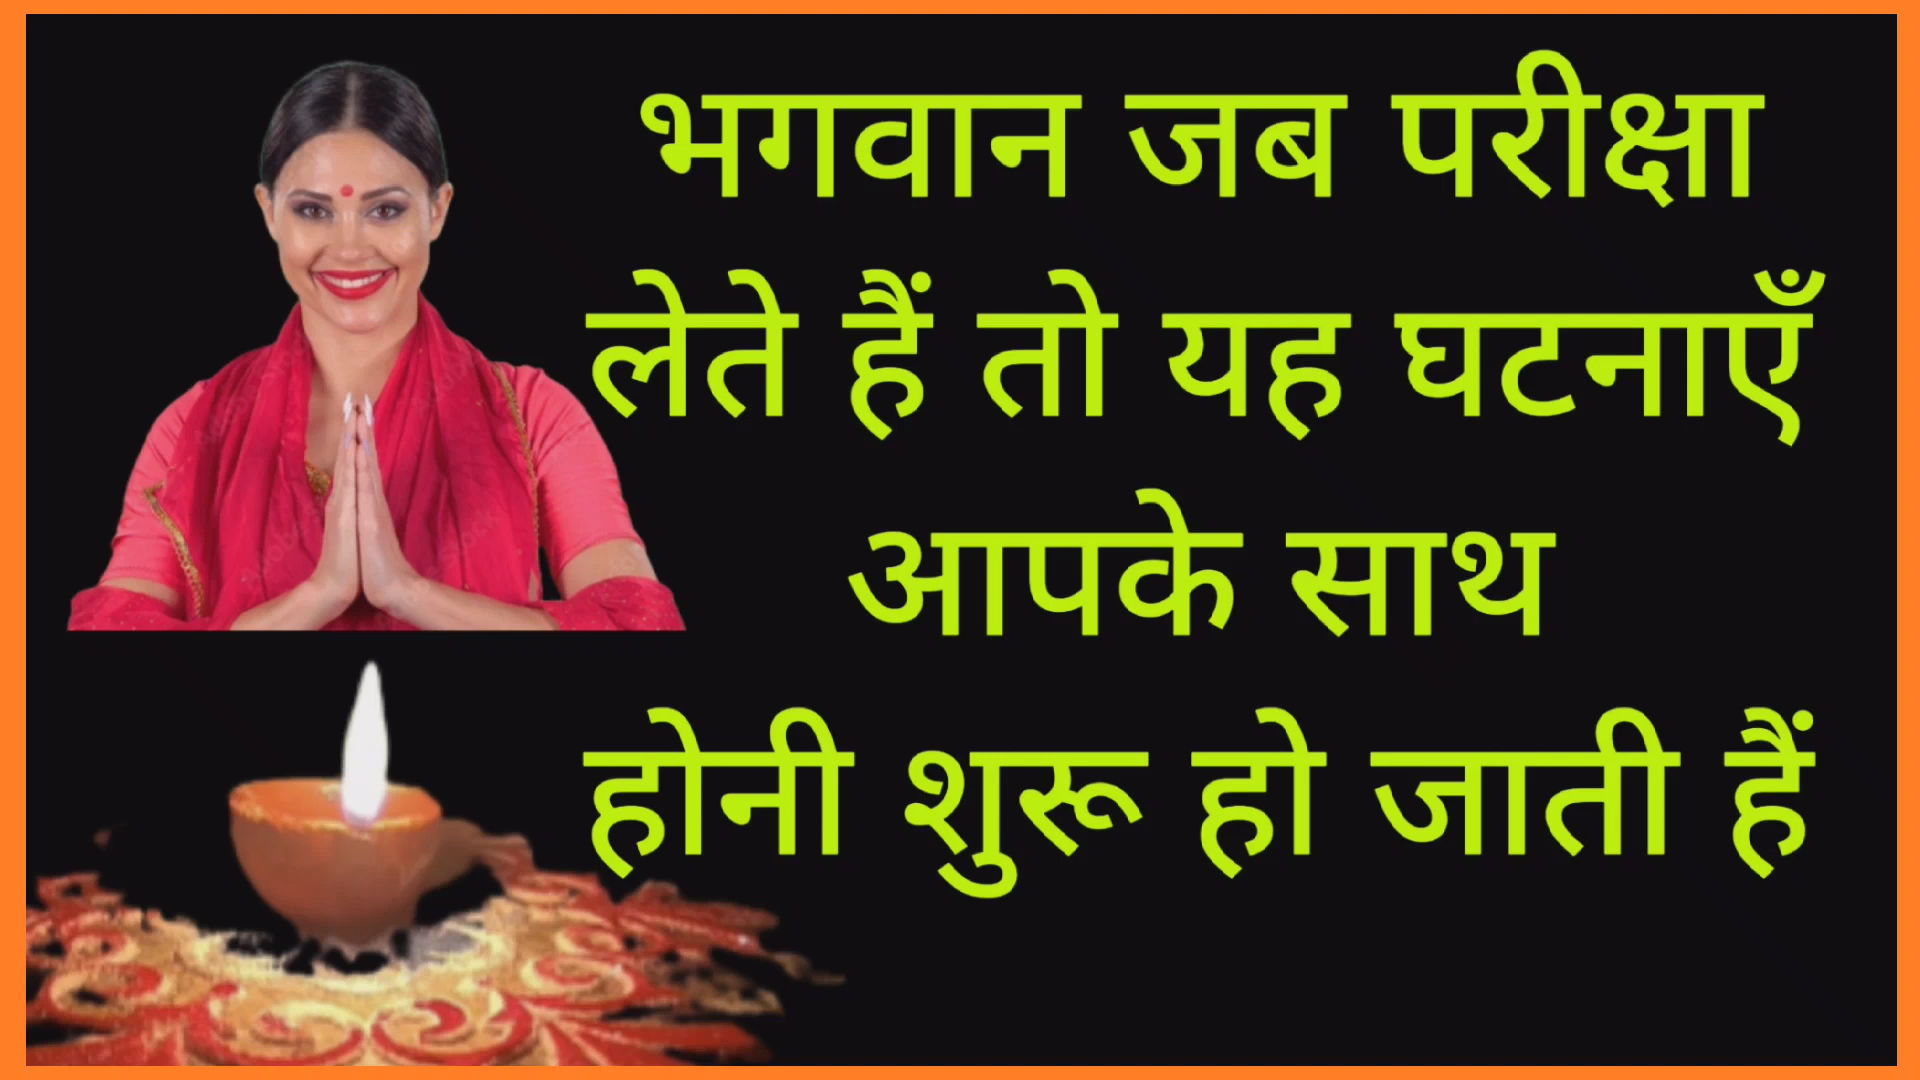 भगवान जब परीक्षा
लेते हैं तो यह घटनाएँ
आपके साथ
होनी शुरू हो जाती हैं